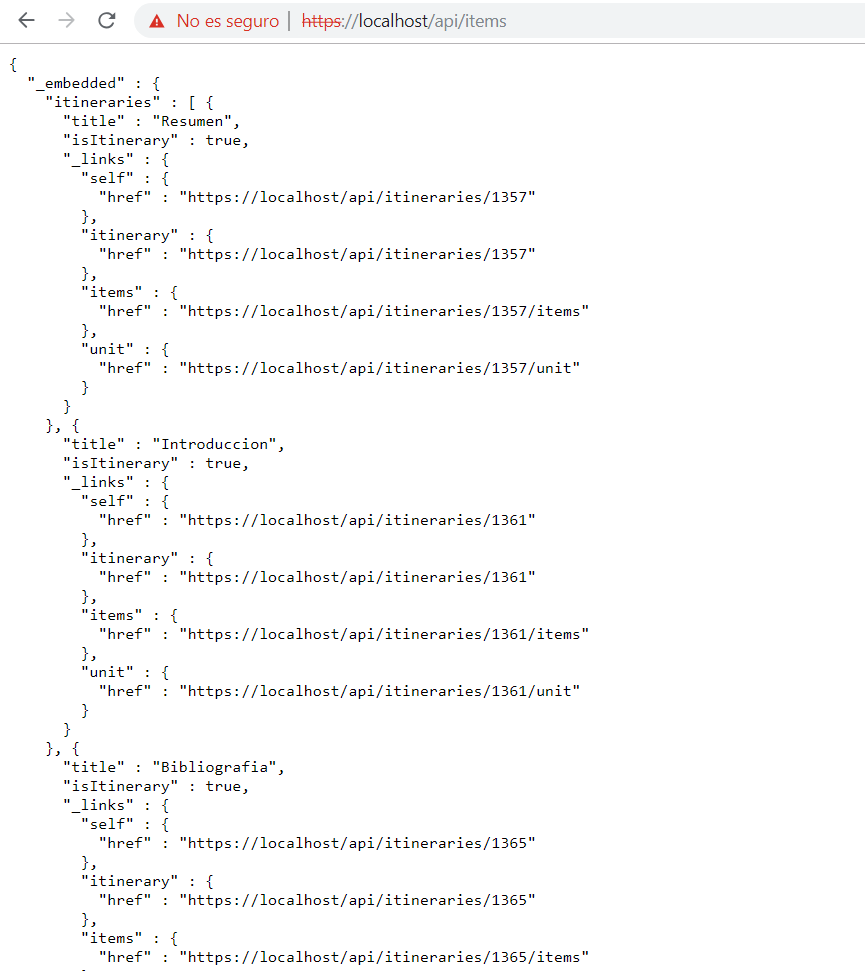 No es seguro | https://localhost/api/items
{
  "_embedded" : {
    "itineraries" : [ {
      "title" : "Resumen",
      "isItinerary" : true,
      "_links" : {
        "self" : {
          "href" : "https://localhost/api/itineraries/1357"
        },
        "itinerary" : {
          "href" : "https://localhost/api/itineraries/1357"
        },
        "items" : {
          "href" : "https://localhost/api/itineraries/1357/items"
        },
        "unit" : {
          "href" : "https://localhost/api/itineraries/1357/unit"
        }
      }
    }, {
      "title" : "Introduccion",
      "isItinerary" : true,
      "_links" : {
        "self" : {
          "href" : "https://localhost/api/itineraries/1361"
        },
        "itinerary" : {
          "href" : "https://localhost/api/itineraries/1361"
        },
        "items" : {
          "href" : "https://localhost/api/itineraries/1361/items"
        },
        "unit" : {
          "href" : "https://localhost/api/itineraries/1361/unit"
        }
      }
    }, {
      "title" : "Bibliografia",
      "isItinerary" : true,
      "_links" : {
        "self" : {
          "href" : "https://localhost/api/itineraries/1365"
        },
        "itinerary" : {
          "href" : "https://localhost/api/itineraries/1365"
        },
        "items" : {
          "href" : "https://localhost/api/itineraries/1365/items"